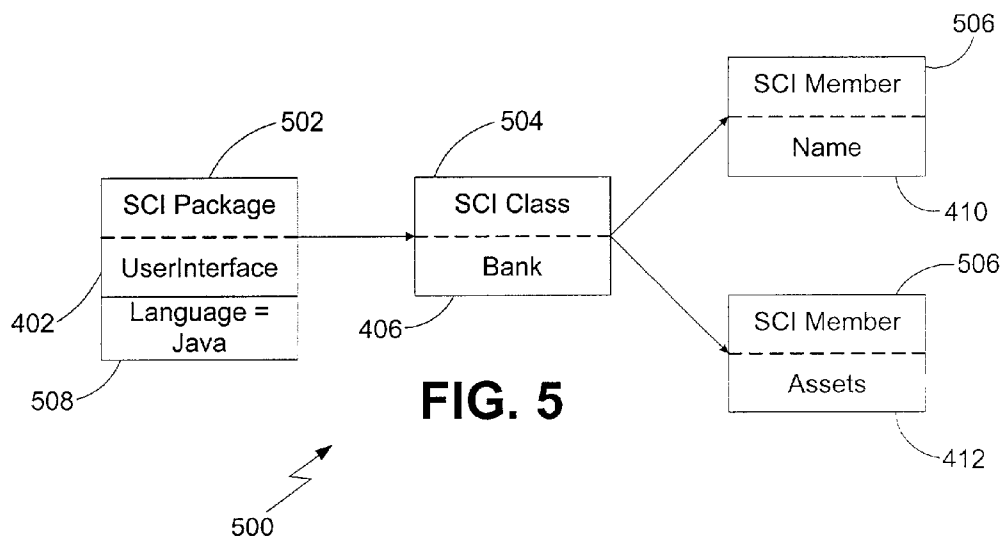 502
SCI Package
UserInterface
Language =
Java
402
508
504
SCI Class
Bank
406
506
SCI Member
Name
410
506
SCI Member
Assets
412
FIG. 5
500